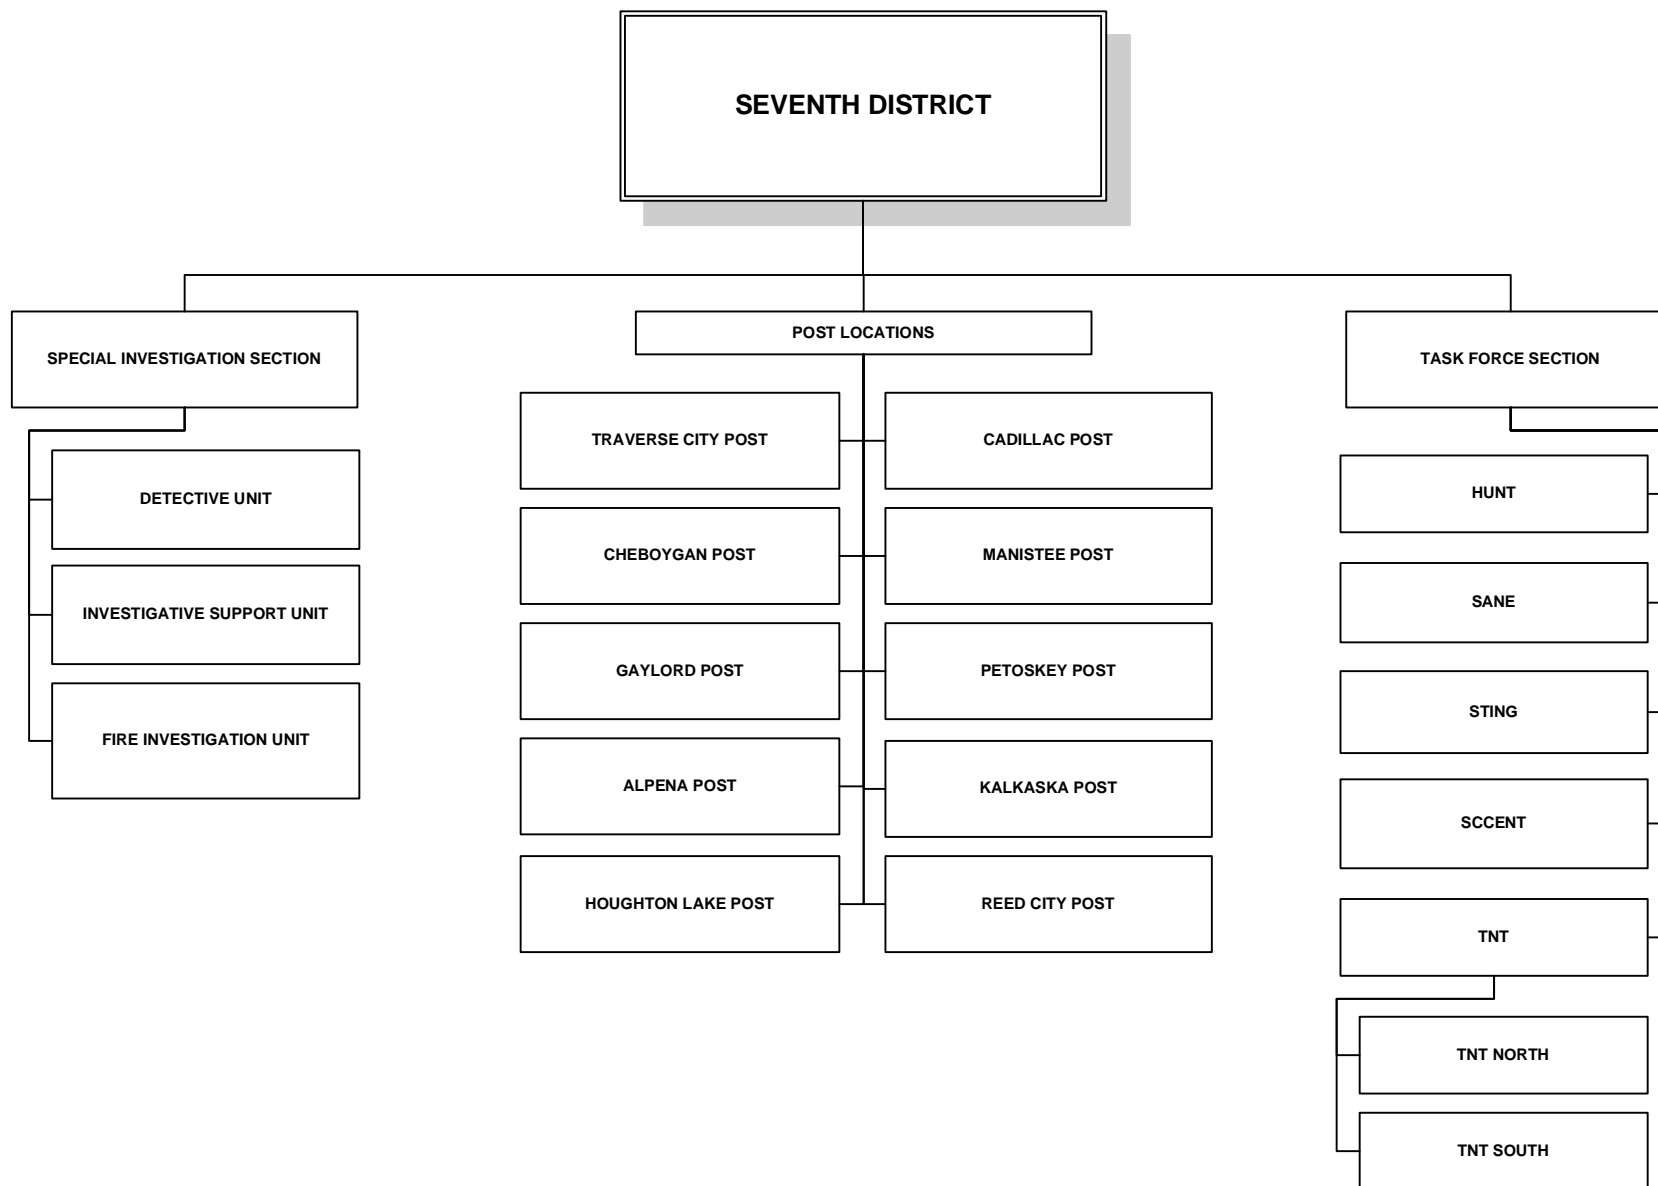 SEVENTH DISTRICT
SPECIAL INVESTIGATION SECTION
DETECTIVE UNIT
INVESTIGATIVE SUPPORT UNIT
FIRE INVESTIGATION UNIT
POST LOCATIONS
TRAVERSE CITY POST
CADILLAC POST
CHEBOYGAN POST
MANISTEE POST
GAYLORD POST
PETOSKEY POST
ALPENA POST
KALKASKA POST
HOUGHTON LAKE POST
REED CITY POST
TASK FORCE SECTION
HUNT
SANE
STING
SCCENT
TNT
TNT NORTH
TNT SOUTH